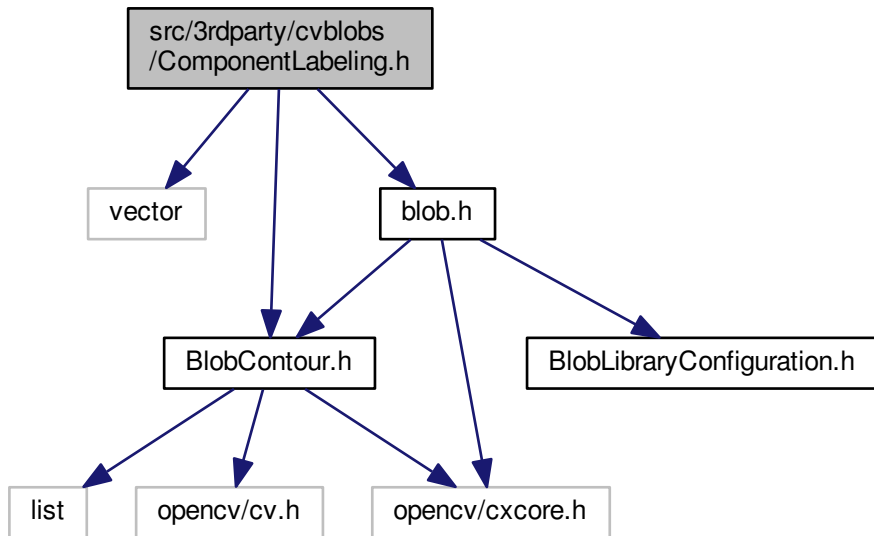 src/3rdparty/cvblobs
/ComponentLabeling.h
vector
blob.h
BlobContour.h
BlobLibraryConfiguration.h
list
opencv/cv.h
opencv/cxcore.h